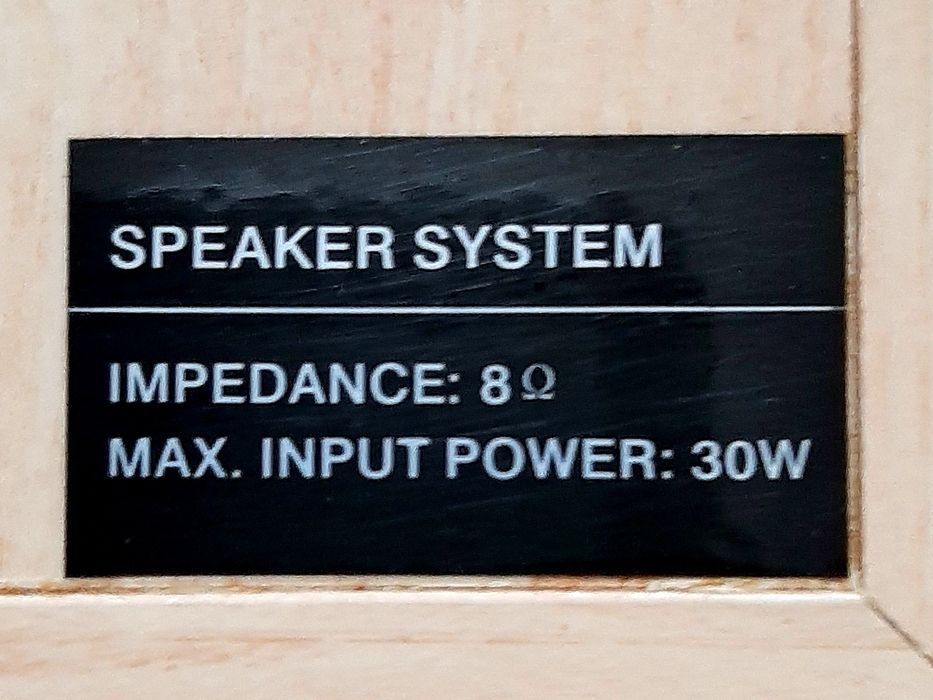 SPEAKER SYSTEM
IMPEDANCE: 8Ω
MAX. INPUT POWER: 30W